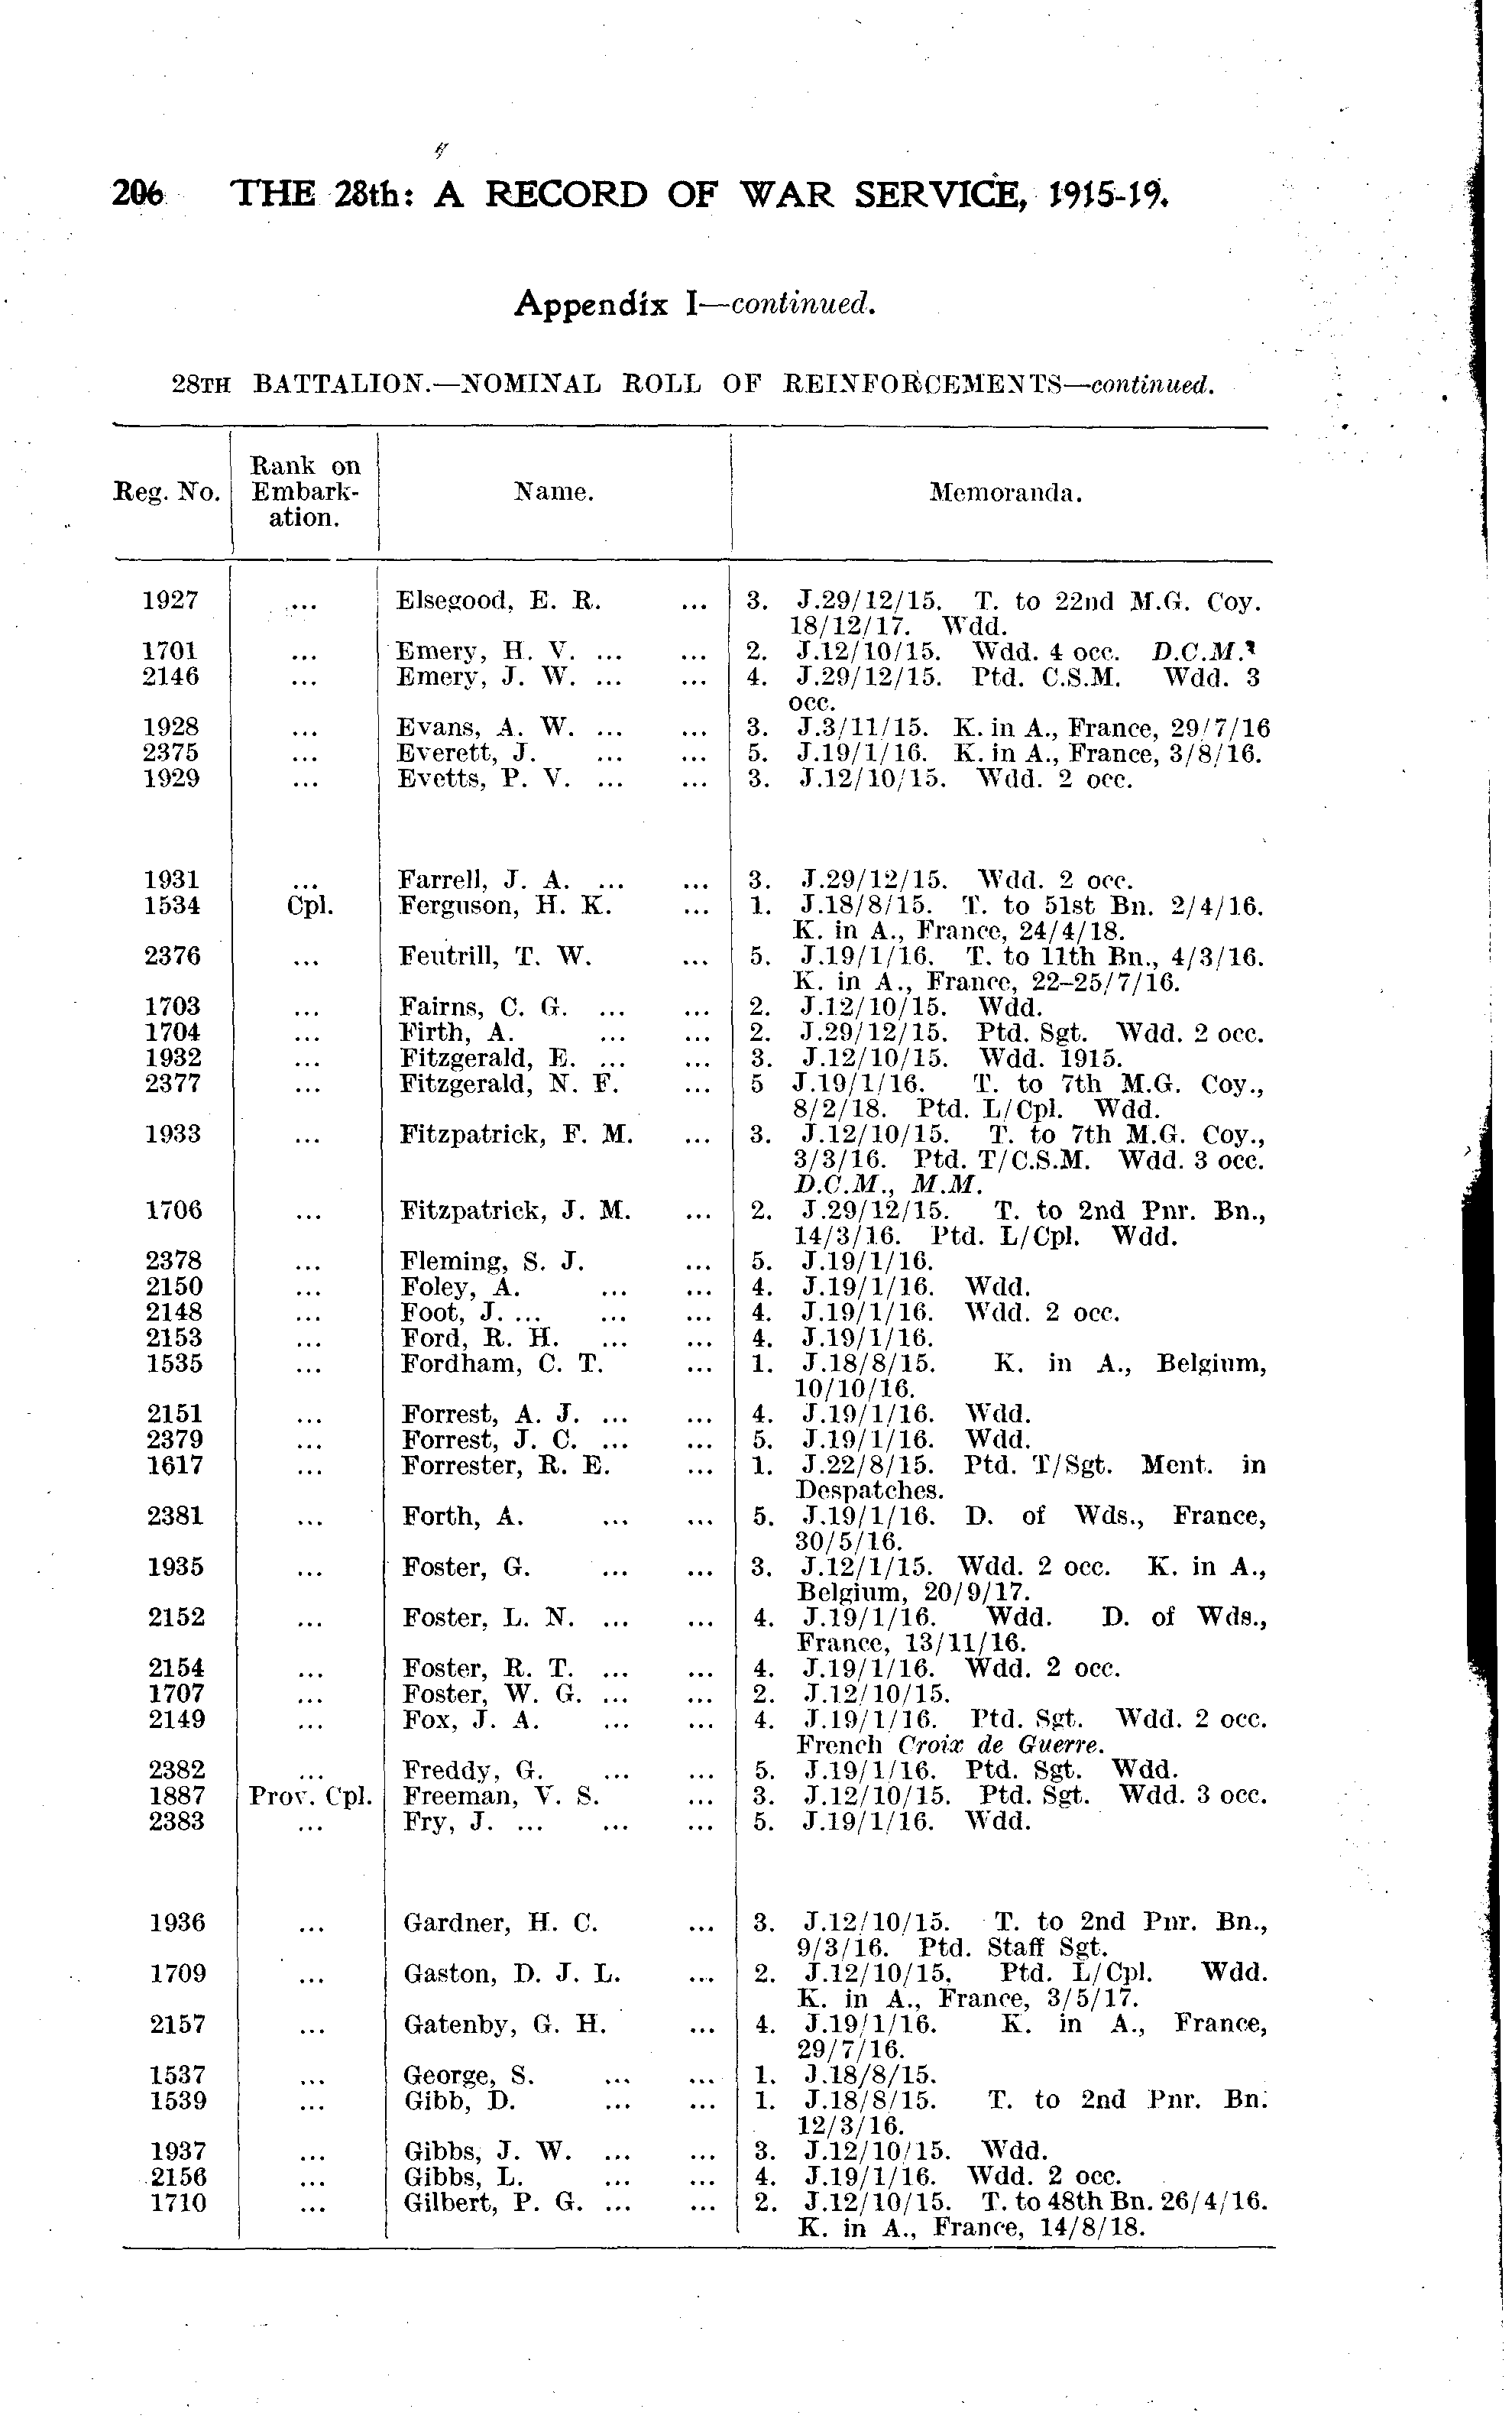 206 THE 28th: A RECORD OF WAR SERVICE, 1915-19.
Appendix I—continued.
28TH BATTALION.—NOMINAL ROLL OF REINFORCEMENTS—continued.
Reg. No. Rank on Embark- ation. Name. Memoranda.
1927 ... Elsegood, E. R. ... 3. J.29/12/15. T. to 22nd M.G. Coy.
18/12/17. Wdd.
1701 ... Emery, H. V. ... ... 2. J.12/10/15. Wdd. 4 occ. D.C.M.
2146 ... Emery, J. W. ... ... 4. J.29/12/15. Ptd. C.S.M. Wdd. 3
occ.
1928 ... Evans, A. W. ... ... 3. J.3/11/15. K. in A., France, 29/7/16
2375 ... Everett, J. ... ... 5. J.19/1/16. K. in A., France, 3/8/16.
1929 ... Evetts, P. V. ... ... 3. J.12/10/15. Wdd. 2 occ.
1931 ... Farrell, J. A. ... ... 3. J.29/12/15. Wdd. 2 occ.
1534 Cpl. Ferguson, H. K. ... 1. J.18/8/15. T. to 51st Bn. 2/4/16.
K. in A., France, 24/4/18.
2376 ... Feutrill, T. W. ... 5. J.19/1/16. T. to 11th Bn., 4/3/16.
K. in A., France, 22–25/7/16.
1703 ... Fairns, C. G. ... ... 2. J.12/10/15. Wdd.
1704 ... Firth, A. ... ... 2. J.29/12/15. Ptd. Sgt. Wdd. 2 occ.
1932 ... Fitzgerald, E. ... ... 3. J.12/10/15. Wdd. 1915.
2377 ... Fitzgerald, N. F. ... 5 J.19/1/16. T. to 7th M.G. Coy.,
8/2/18. Ptd. L/Cpl. Wdd.
1933 ... Fitzpatrick, F. M. ... 3. J.12/10/15. T. to 7th M.G. Coy.,
3/3/16. Ptd. T/C.S.M. Wdd. 3 occ.
D.C.M., M.M.
1706 ... Fitzpatrick, J. M. ... 2. J.29/12/15. T. to 2nd Pnr. Bn.,
14/3/16. Ptd. L/Cpl. Wdd.
2378 ... Fleming, S. J. ... 5. J.19/1/16.
2150 ... Foley, A. ... ... 4. J.19/1/16. Wdd.
2148 ... Foot, J. ... ... ... 4. J.19/1/16. Wdd. 2 occ.
2153 ... Ford, R. H. ... ... 4. J.19/1/16.
1535 ... Fordham, C. T. ... 1. J.18/8/15. K. in A., Belgium,
10/10/16.
2151 ... Forrest, A. J. ... ... 4. J.19/1/16. Wdd.
2379 ... Forrest, J. C. ... ... 5. J.19/1/16. Wdd.
1617 ... Forrester, R. E. ... 1. J.22/8/15. Ptd. T/Sgt. Ment. in
Despatches.
2381 ... Forth, A. ... ... 5. J.19/1/16. D. of Wds., France,
30/5/16.
1935 ... Foster, G. ... ... 3. J.12/1/15. Wdd. 2 occ. K. in A.,
Belgium, 20/9/17.
2152 ... Foster, L. N. ... ... 4. J.19/1/16. Wdd. D. of Wds.,
France, 13/11/16.
2154 ... Foster, R. T. ... ... 4. J.19/1/16. Wdd. 2 occ.
1707 ... Foster, W. G. ... ... 2. J.12/10/15.
2149 ... Fox, J. A. ... ... 4. J.19/1/16. Ptd. Sgt. Wdd. 2 occ.
French Croix de Guerre.
2382 ... Freddy, G. ... ... 5. J.19/1/16. Ptd. Sgt. Wdd.
1887 Prov. Cpl. Freeman, V. S. ... 3. J.12/10/15. Ptd. Sgt. Wdd. 3 occ.
2383 ... Fry, J. ... ... ... 5. J.19/1/16. Wdd.
1936 ... Gardner, H. C. ... 3. J.12/10/15. T. to 2nd Pnr. Bn.,
9/3/16. Ptd. Staff Sgt.
1709 ... Gaston, D. J. L. ... 2. J.12/10/15. Ptd. L/Cpl. Wdd.
K. in A., France, 3/5/17.
2157 ... Gatenby, G. H. ... 4. J.19/1/16. K. in A., France,
29/7/16.
1537 ... George, S. ... ... 1. J.18/8/15.
1539 ... Gibb, D. ... ... 1. J.18/8/15. T. to 2nd Pnr. Bn.
12/3/16.
1937 ... Gibbs, J. W. ... ... 3. J.12/10/15. Wdd.
2156 ... Gibbs, L. ... ... 4. J.19/1/16. Wdd. 2 occ.
1710 ... Gilbert, P. G. ... ... 2. J.12/10/15. T. to 48th Bn. 26/4/16.
K. in A., France, 14/8/18.